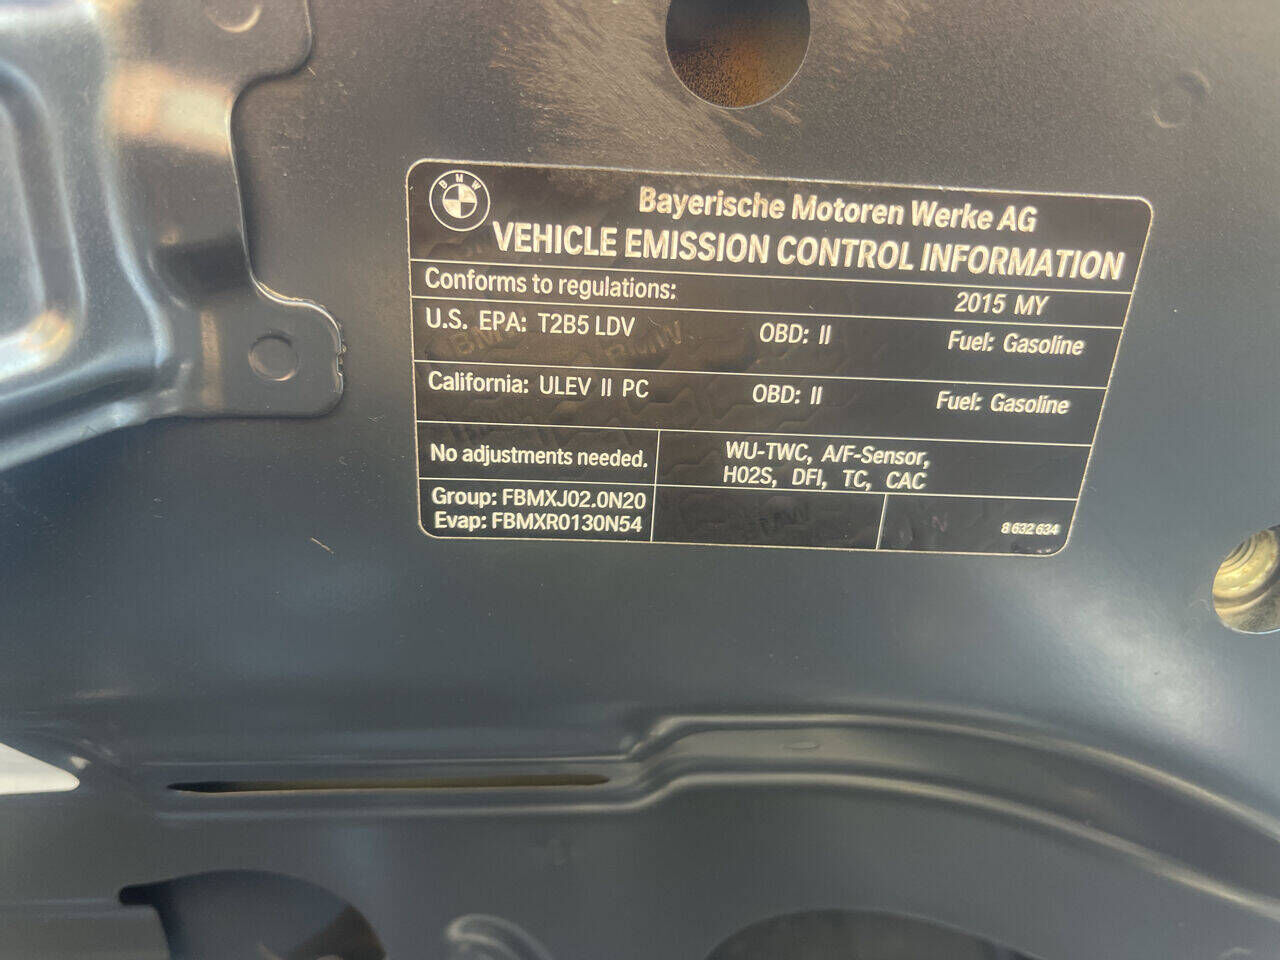 BMW
Bayerische Motoren Werke AG
VEHICLE EMISSION CONTROL INFORMATION
Conforms to regulations: 2015 MY
U.S. EPA: T2B5 LDV OBD: II Fuel: Gasoline
California: ULEV II PC OBD: II Fuel: Gasoline
No adjustments needed.
WU-TWC, A/F-Sensor,
H02S, DFI, TC, CAC
Group: FBMXJ02.0N20
Evap: FBMXR0130N54
8 632 634